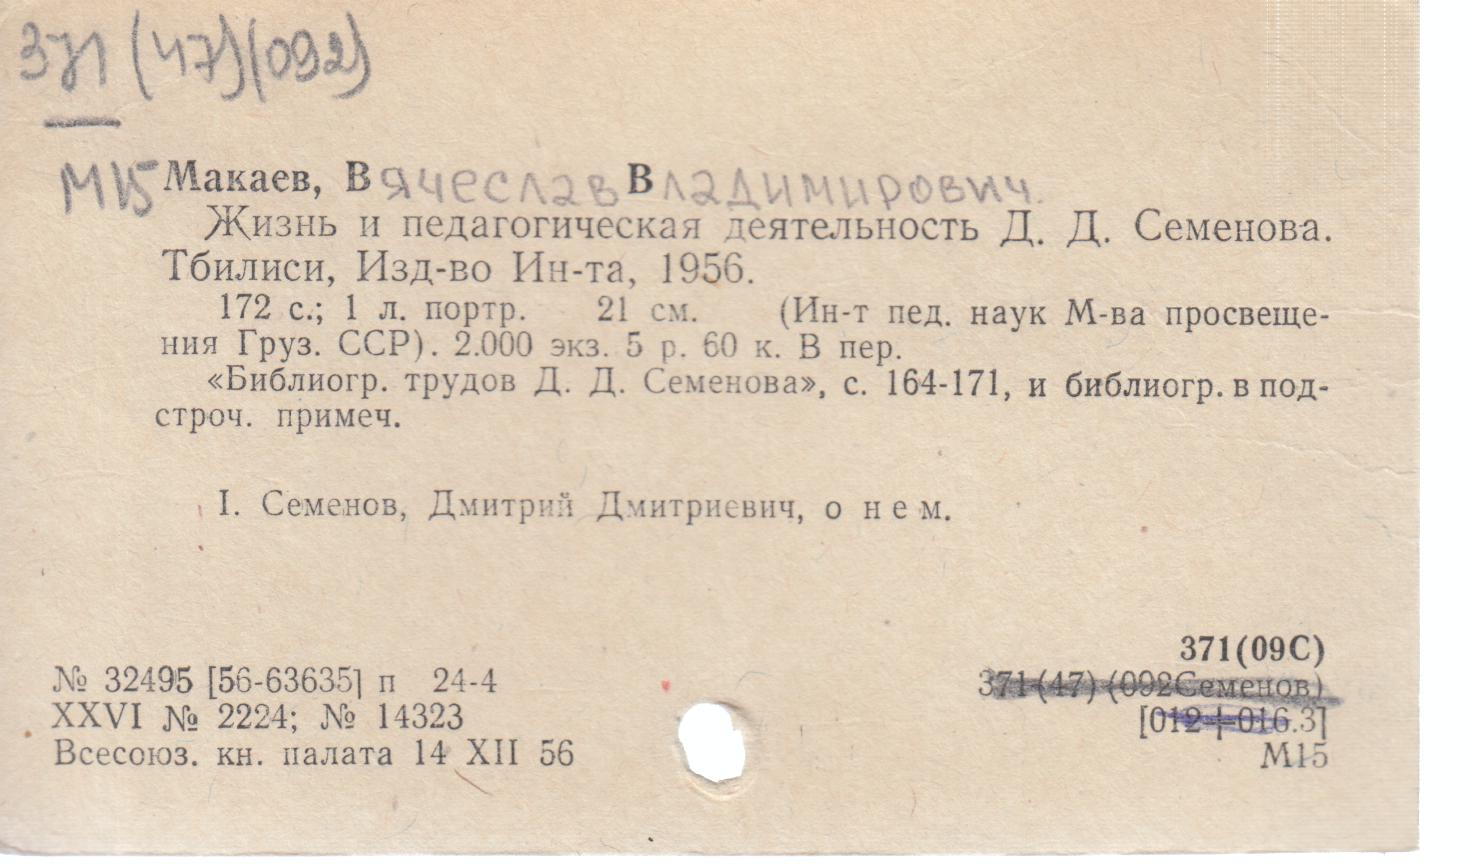 371 (47)(092)
М15 Макаев, Вячеслав Владимирович.
Жизнь и педагогическая деятельность Д. Д. Семенова.
Тбилиси, Изд-во Ин-та, 1956.
172 с.; 1 л. портр. 21 см. (Ин-т пед. наук М-ва просвеще-
ния Груз. ССР). 2.000 экз. 5 р. 60 к. В пер.
«Библиогр. трудов Д. Д. Семенова», с. 164-171, и библиогр. в под-
строч. примеч.
I. Семенов, Дмитрий Дмитриевич, о нем.
371(09С)
№ 32495 [56-63635] п 24-4 371(47)(092Семенов)
XXVI № 2224; № 14323 [012+016.3]
Всесоюз. кн. палата 14 XII 56 М15